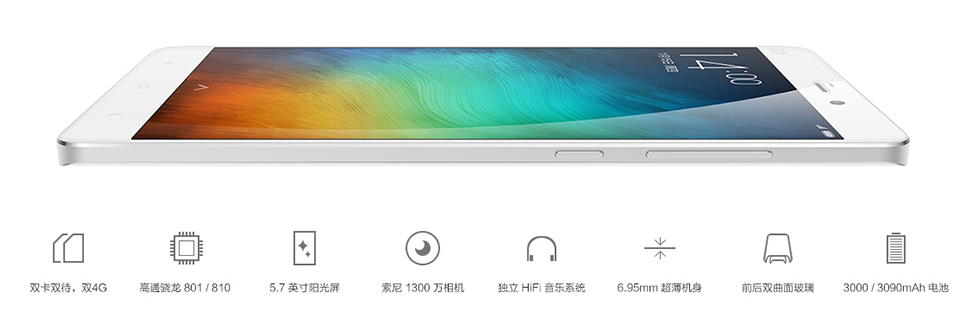 14:00
双卡双待，双4G
高通骁龙 801 / 810
5.7 英寸阳光屏
索尼 1300 万相机
独立 HiFi 音乐系统
6.95mm 超薄机身
前后双曲面玻璃
3000 / 3090mAh 电池